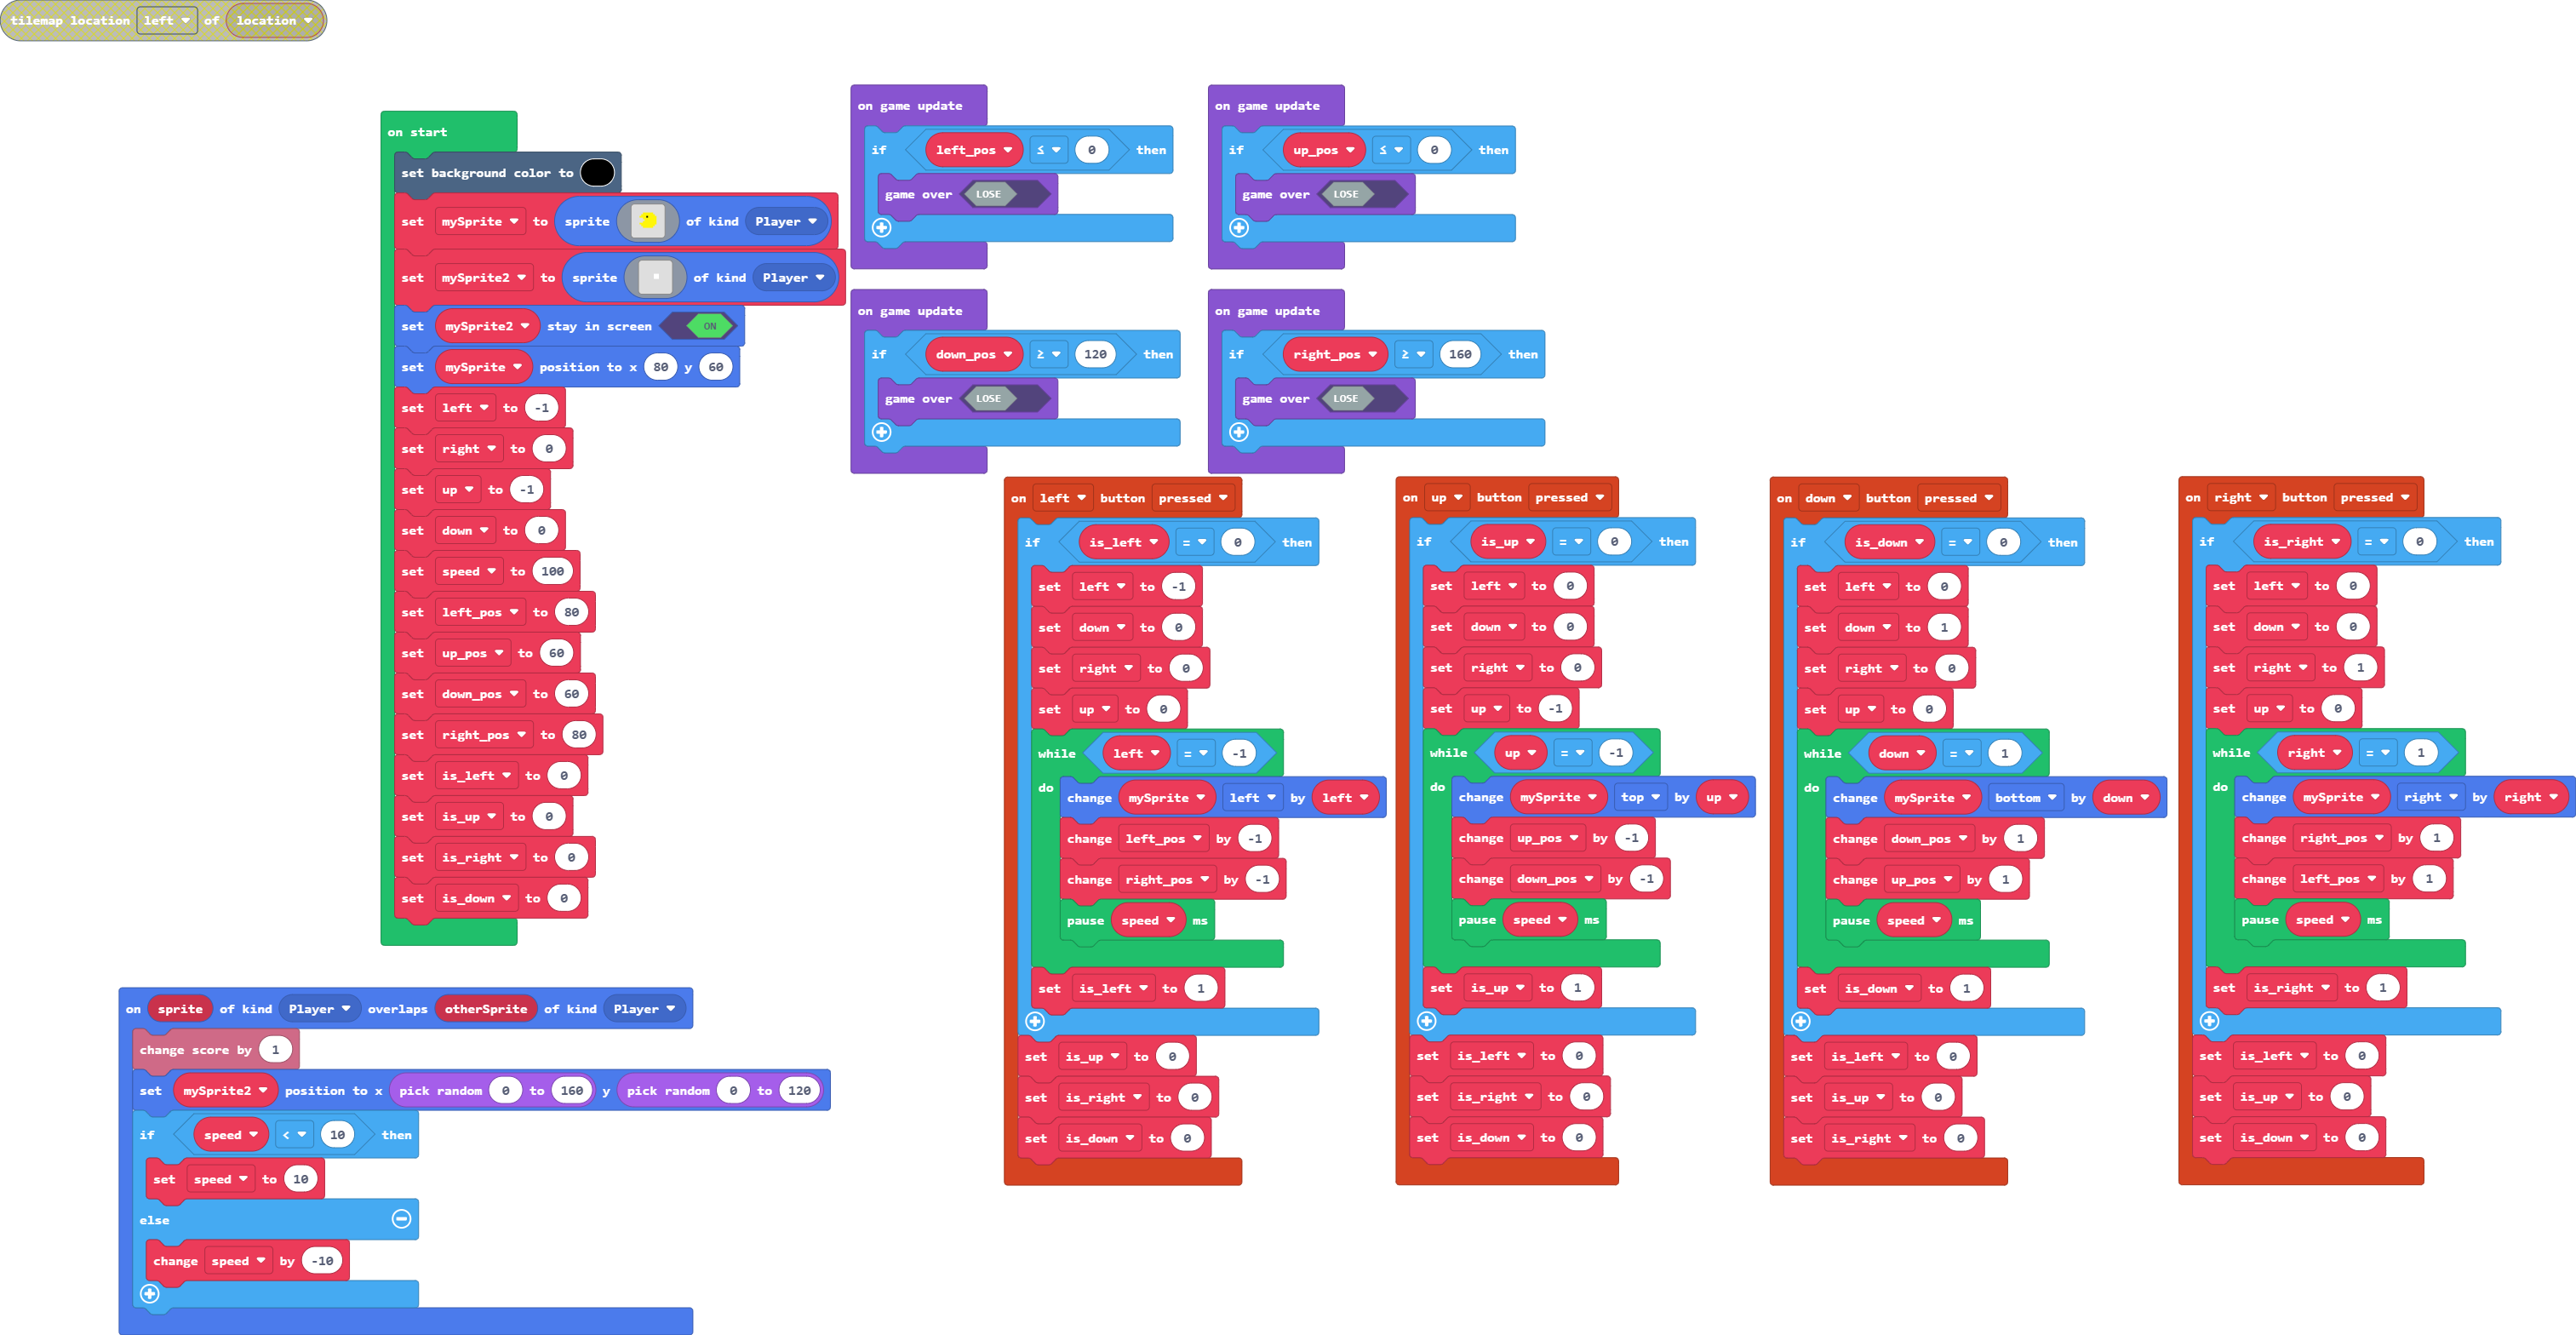 tilemap location left of location
on start
set background color to
set mySprite to sprite of kind Player
set mySprite2 to sprite of kind Player
set mySprite2 stay in screen ON
set mySprite position to x 80 y 60
set left to -1
set right to 0
set up to -1
set down to 0
set speed to 100
set left_pos to 80
set up_pos to 60
set down_pos to 60
set right_pos to 80
set is_left to 0
set is_up to 0
set is_right to 0
set is_down to 0
on game update
if left_pos ≤ 0 then
game over LOSE
on game update
if up_pos ≤ 0 then
game over LOSE
on game update
if down_pos ≥ 120 then
game over LOSE
on game update
if right_pos ≥ 160 then
game over LOSE
on left button pressed
if is_left = 0 then
set left to -1
set down to 0
set right to 0
set up to 0
while left = -1
do change mySprite left by left
change left_pos by -1
change right_pos by -1
pause speed ms
set is_left to 1
set is_up to 0
set is_right to 0
set is_down to 0
on up button pressed
if is_up = 0 then
set left to 0
set down to 0
set right to 0
set up to -1
while up = -1
do change mySprite top by up
change up_pos by -1
change down_pos by -1
pause speed ms
set is_up to 1
set is_left to 0
set is_right to 0
set is_down to 0
on down button pressed
if is_down = 0 then
set left to 0
set down to 1
set right to 0
set up to 0
while down = 1
do change mySprite bottom by down
change down_pos by 1
change up_pos by 1
pause speed ms
set is_down to 1
set is_left to 0
set is_up to 0
set is_right to 0
on right button pressed
if is_right = 0 then
set left to 0
set down to 0
set right to 1
set up to 0
while right = 1
do change mySprite right by right
change right_pos by 1
change left_pos by 1
pause speed ms
set is_right to 1
set is_left to 0
set is_up to 0
set is_down to 0
on sprite of kind Player overlaps otherSprite of kind Player
change score by 1
set mySprite2 position to x pick random 0 to 160 y pick random 0 to 120
if speed < 10 then
set speed to 10
else
change speed by -10